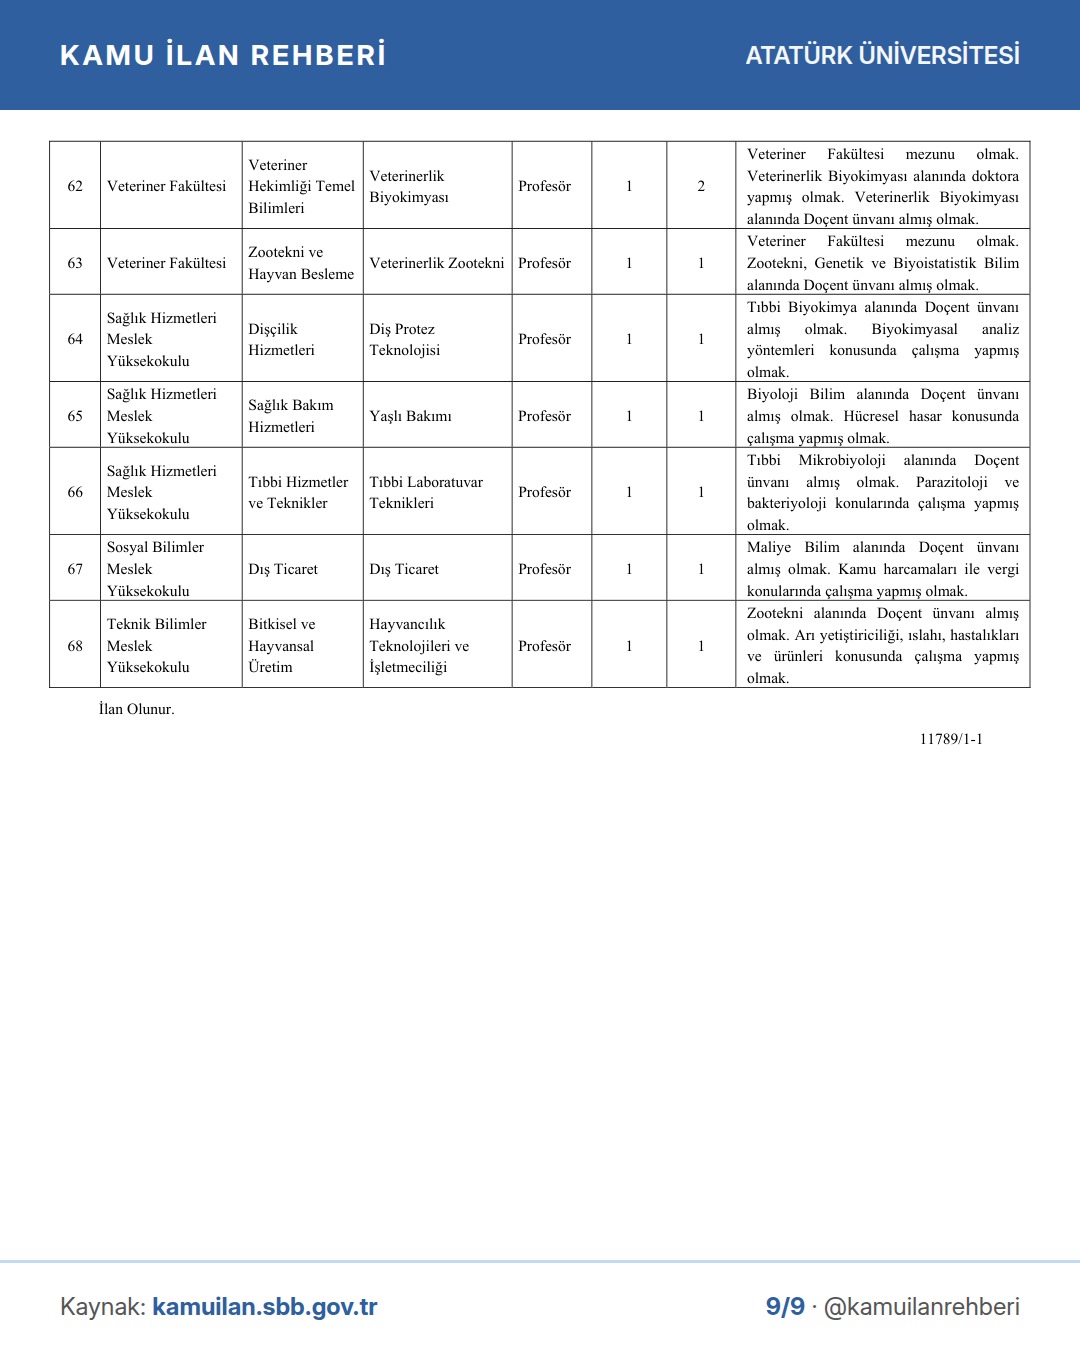 KAMU İLAN REHBERİ
ATATÜRK ÜNİVERSİTESİ
62
Veteriner Fakültesi
Veteriner
Hekimliği Temel
Bilimleri
Veterinerlik
Biyokimyası
Profesör
1
2
Veteriner Fakültesi mezunu olmak.
Veterinerlik Biyokimyası alanında doktora
yapmış olmak. Veterinerlik Biyokimyası
alanında Doçent ünvanı almış olmak.
63
Veteriner Fakültesi
Zootekni ve
Hayvan Besleme
Veterinerlik Zootekni
Profesör
1
1
Veteriner Fakültesi mezunu olmak.
Zootekni, Genetik ve Biyoistatistik Bilim
alanında Doçent ünvanı almış olmak.
64
Sağlık Hizmetleri
Meslek
Yüksekokulu
Dişçilik
Hizmetleri
Diş Protez
Teknolojisi
Profesör
1
1
Tıbbi Biyokimya alanında Doçent ünvanı
almış olmak. Biyokimyasal analiz
yöntemleri konusunda çalışma yapmış
olmak.
65
Sağlık Hizmetleri
Meslek
Yüksekokulu
Sağlık Bakım
Hizmetleri
Yaşlı Bakımı
Profesör
1
1
Biyoloji Bilim alanında Doçent ünvanı
almış olmak. Hücresel hasar konusunda
çalışma yapmış olmak.
66
Sağlık Hizmetleri
Meslek
Yüksekokulu
Tıbbi Hizmetler
ve Teknikler
Tıbbi Laboratuvar
Teknikleri
Profesör
1
1
Tıbbi Mikrobiyoloji alanında Doçent
ünvanı almış olmak. Parazitoloji ve
bakteriyoloji konularında çalışma yapmış
olmak.
67
Sosyal Bilimler
Meslek
Yüksekokulu
Dış Ticaret
Dış Ticaret
Profesör
1
1
Maliye Bilim alanında Doçent ünvanı
almış olmak. Kamu harcamaları ile vergi
konularında çalışma yapmış olmak.
68
Teknik Bilimler
Meslek
Yüksekokulu
Bitkisel ve
Hayvansal
Üretim
Hayvancılık
Teknolojileri ve
İşletmeciliği
Profesör
1
1
Zootekni alanında Doçent ünvanı almış
olmak. Arı yetiştiriciliği, ıslahı, hastalıkları
ve ürünleri konusunda çalışma yapmış
olmak.
İlan Olunur.
11789/1-1
Kaynak: kamuilan.sbb.gov.tr
9/9 · @kamuilanrehberi